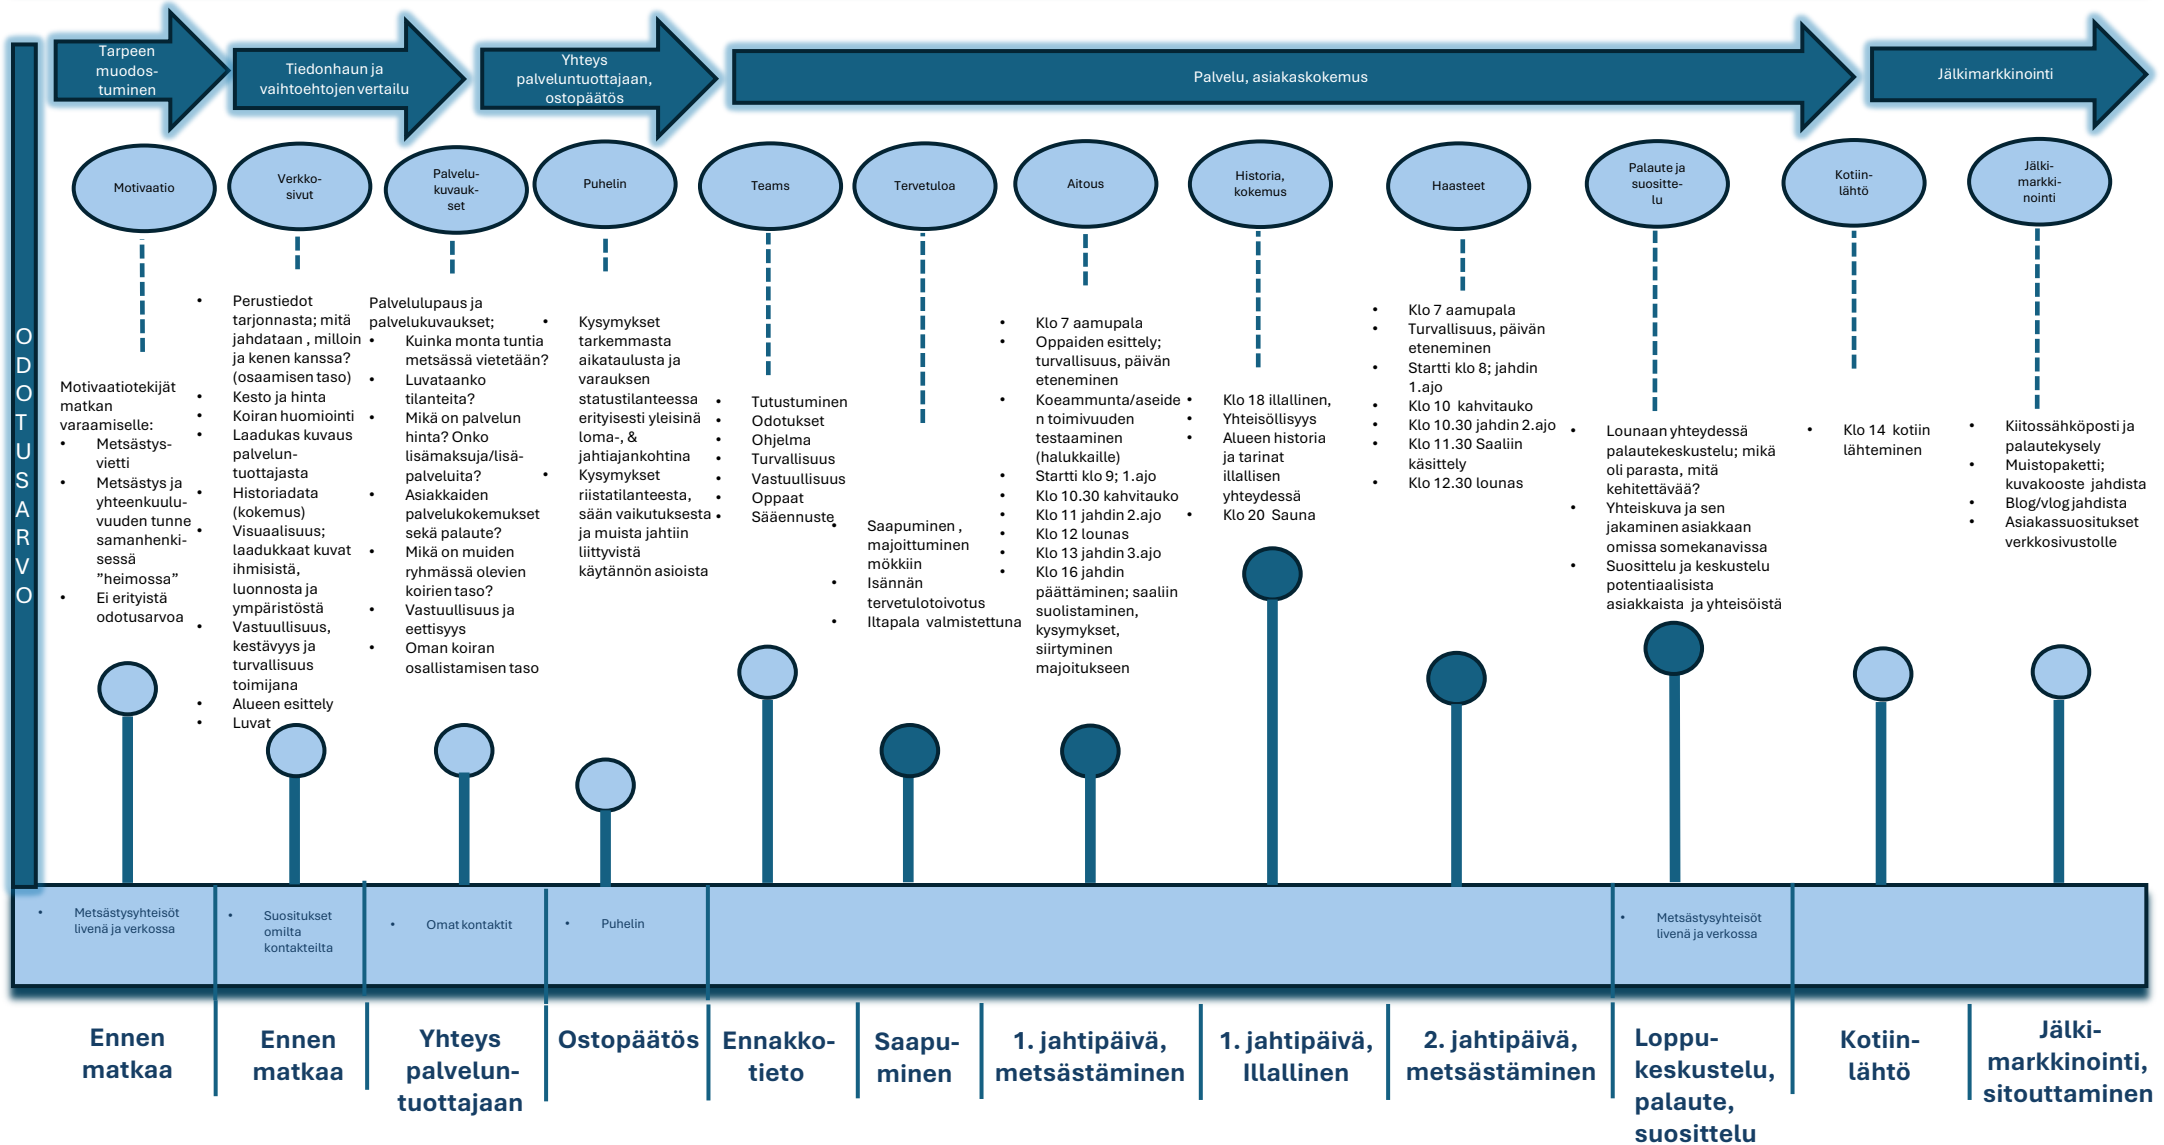 Tarpeen
muodos-
tuminen
Tiedonhaun ja
vaihtoehtojen vertailu
Yhteys
palveluntuottajaan,
ostopäätös
Palvelu, asiakaskokemus
Jälkimarkkinointi
O
D
O
T
U
S
A
R
V
O
Motivaatio
Verkko-
sivut
Palvelu-
kuvauk-
set
Puhelin
Teams
Tervetuloa
Aitous
Historia,
kokemus
Haasteet
Palaute ja
suositte-
lu
Kotiin-
lähtö
Jälki-
markki-
nointi
Motivaatiotekijät
matkan
varaamiselle:
• Metsästys-
vietti
• Metsästys ja
yhteenkuulu-
vuuden tunne
samanhenki-
sessä
”heimossa”
• Ei erityistä
odotusarvoa
• Perustiedot
tarjonnasta; mitä
jahdataan , milloin
ja kenen kanssa?
(osaamisen taso)
• Kesto ja hinta
• Koiran huomiointi
• Laadukas kuvaus
palvelun-
tuottajasta
• Historiadata
(kokemus)
• Visuaalisuus;
laadukkaat kuvat
ihmisistä,
luonnosta ja
ympäristöstä
• Vastuullisuus,
kestävyys ja
turvallisuus
toimijana
• Alueen esittely
• Luvat
Palvelulupaus ja
palvelukuvaukset;
• Kuinka monta tuntia
metsässä vietetään?
• Luvataanko
tilanteita?
• Mikä on palvelun
hinta? Onko
lisämaksuja/lisä-
palveluita?
• Asiakkaiden
palvelukokemukset
sekä palaute?
• Mikä on muiden
ryhmässä olevien
koirien taso?
• Vastuullisuus ja
eettisyys
• Oman koiran
osallistamisen taso
• Kysymykset
tarkemmasta
aikataulusta ja
varauksen
statustilanteessa
erityisesti yleisinä
loma-, &
jahtiajankohtina
• Kysymykset
riistatilanteesta,
sään vaikutuksesta
ja muista jahtiin
liittyvistä
käytännön asioista
• Tutustuminen
• Odotukset
• Ohjelma
• Turvallisuus
• Vastuullisuus
• Oppaat
• Sääennuste
• Saapuminen ,
majoittuminen
mökkiin
• Isännän
tervetulotoivotus
• Iltapala valmistettuna
• Klo 7 aamupala
• Oppaiden esittely;
turvallisuus, päivän
eteneminen
• Koeammunta/aseide
n toimivuuden
testaaminen
(halukkaille)
• Startti klo 9; 1.ajo
• Klo 10.30 kahvitauko
• Klo 11 jahdin 2.ajo
• Klo 12 lounas
• Klo 13 jahdin 3.ajo
• Klo 16 jahdin
päättäminen; saaliin
suolistaminen,
kysymykset,
siirtyminen
majoitukseen
• Klo 18 illallinen,
• Yhteisöllisyys
• Alueen historia
ja tarinat
illallisen
yhteydessä
• Klo 20 Sauna
• Klo 7 aamupala
• Turvallisuus, päivän
eteneminen
• Startti klo 8; jahdin
1.ajo
• Klo 10 kahvitauko
• Klo 10.30 jahdin 2.ajo
• Klo 11.30 Saaliin
käsittely
• Klo 12.30 lounas
• Lounaan yhteydessä
palautekeskustelu; mikä
oli parasta, mitä
kehitettävää?
• Yhteiskuva ja sen
jakaminen asiakkaan
omissa somekanavissa
• Suosittelu ja keskustelu
potentiaalisista
asiakkaista ja yhteisöistä
• Klo 14 kotiin
lähteminen
• Kiitossähköposti ja
palautekysely
• Muistopaketti;
kuvakooste jahdista
• Blog/vlog jahdista
• Asiakassuositukset
verkkosivustolle
• Metsästysyhteisöt
livenä ja verkossa
• Suositukset
omilta
kontakteilta
• Omat kontaktit
• Puhelin
• Metsästysyhteisöt
livenä ja verkossa
Ennen
matkaa
Ennen
matkaa
Yhteys
palvelun-
tuottajaan
Ostopäätös
Ennakko-
tieto
Saapu-
minen
1. jahtipäivä,
metsästäminen
1. jahtipäivä,
Illallinen
2. jahtipäivä,
metsästäminen
Loppu-
keskustelu,
palaute,
suosittelu
Kotiin-
lähtö
Jälki-
markkinointi,
sitouttaminen